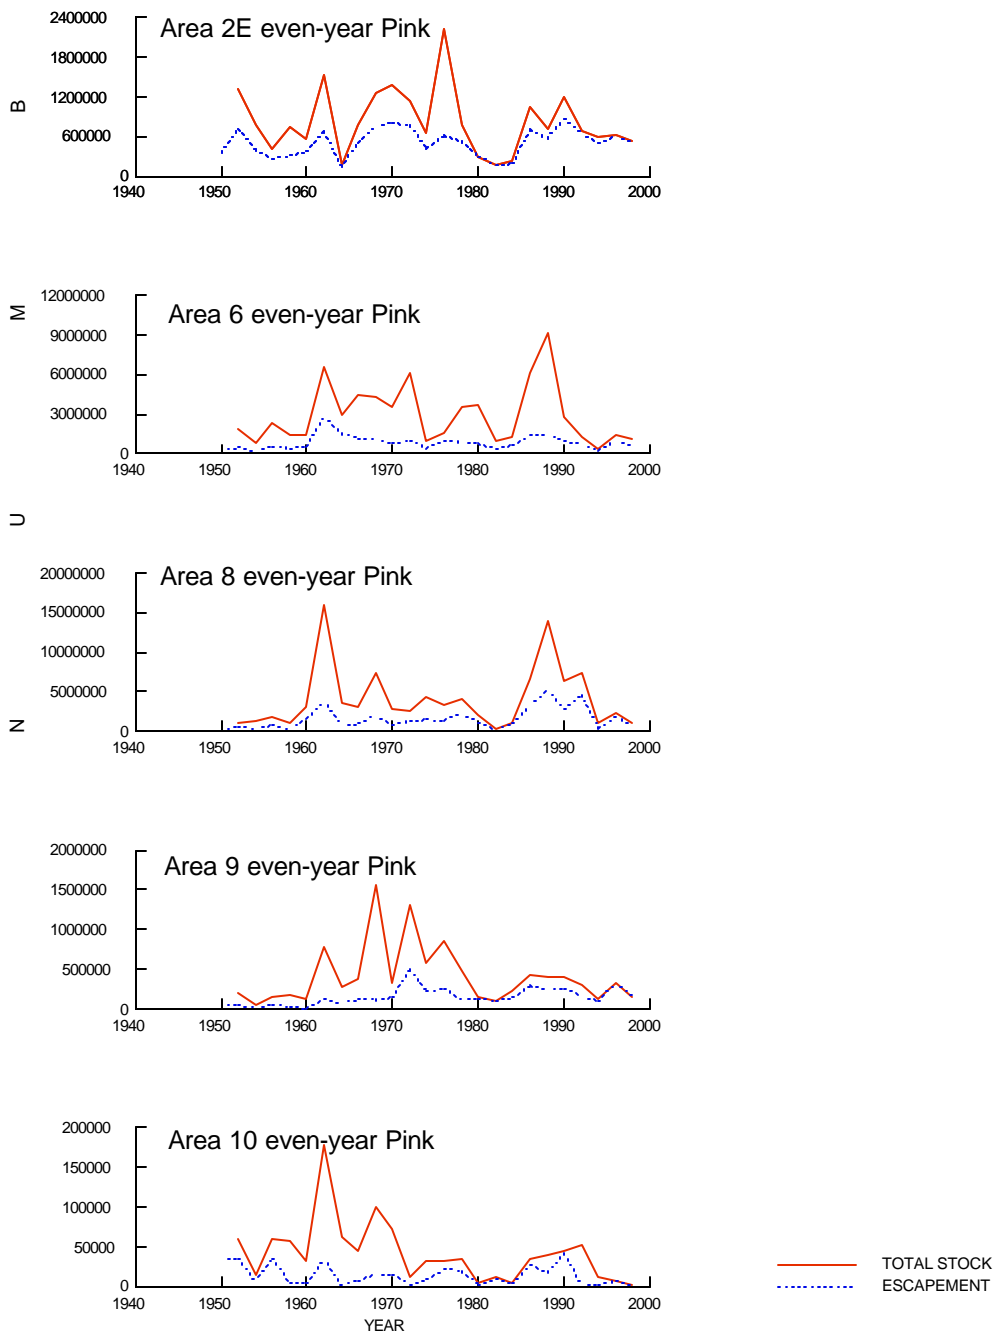 Area 2E even-year Pink
2400000
1800000
1200000
600000
0
1940 1950 1960 1970 1980 1990 2000
B
Area 6 even-year Pink
12000000
9000000
6000000
3000000
0
1940 1950 1960 1970 1980 1990 2000
M
U
Area 8 even-year Pink
20000000
15000000
10000000
5000000
0
1940 1950 1960 1970 1980 1990 2000
N
Area 9 even-year Pink
2000000
1500000
1000000
500000
0
1940 1950 1960 1970 1980 1990 2000
Area 10 even-year Pink
200000
150000
100000
50000
0
1940 1950 1960 1970 1980 1990 2000
YEAR
TOTAL STOCK
ESCAPEMENT